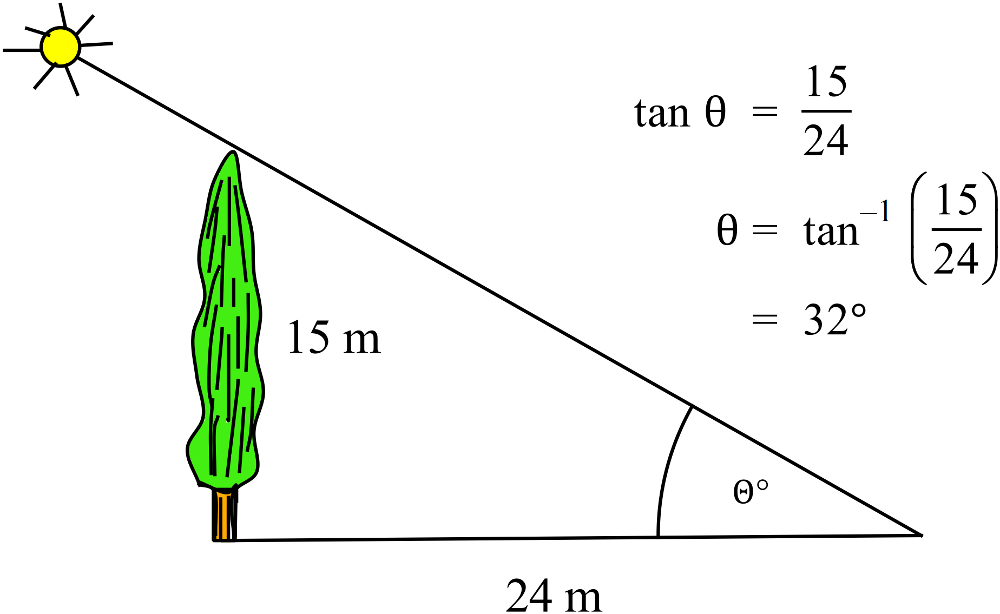 tan θ = 15/24
θ = tan⁻¹ (15/24)
= 32°
15 m
Θ°
24 m